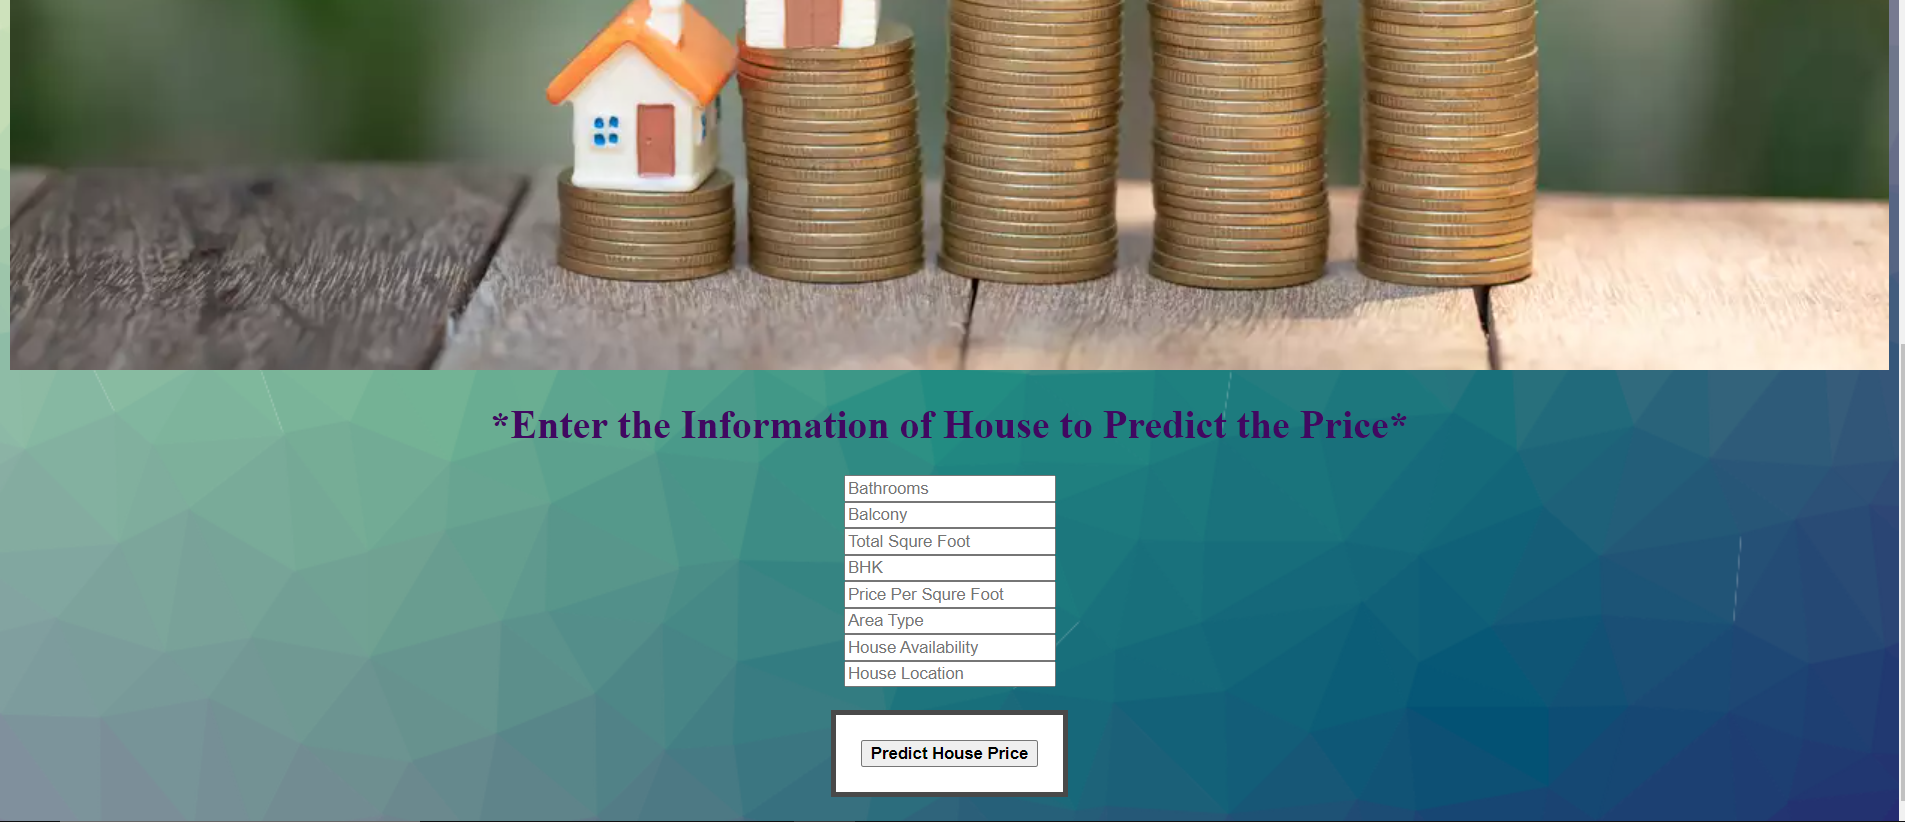 *Enter the Information of House to Predict the Price*
Bathrooms
Balcony
Total Squre Foot
BHK
Price Per Squre Foot
Area Type
House Availability
House Location
Predict House Price